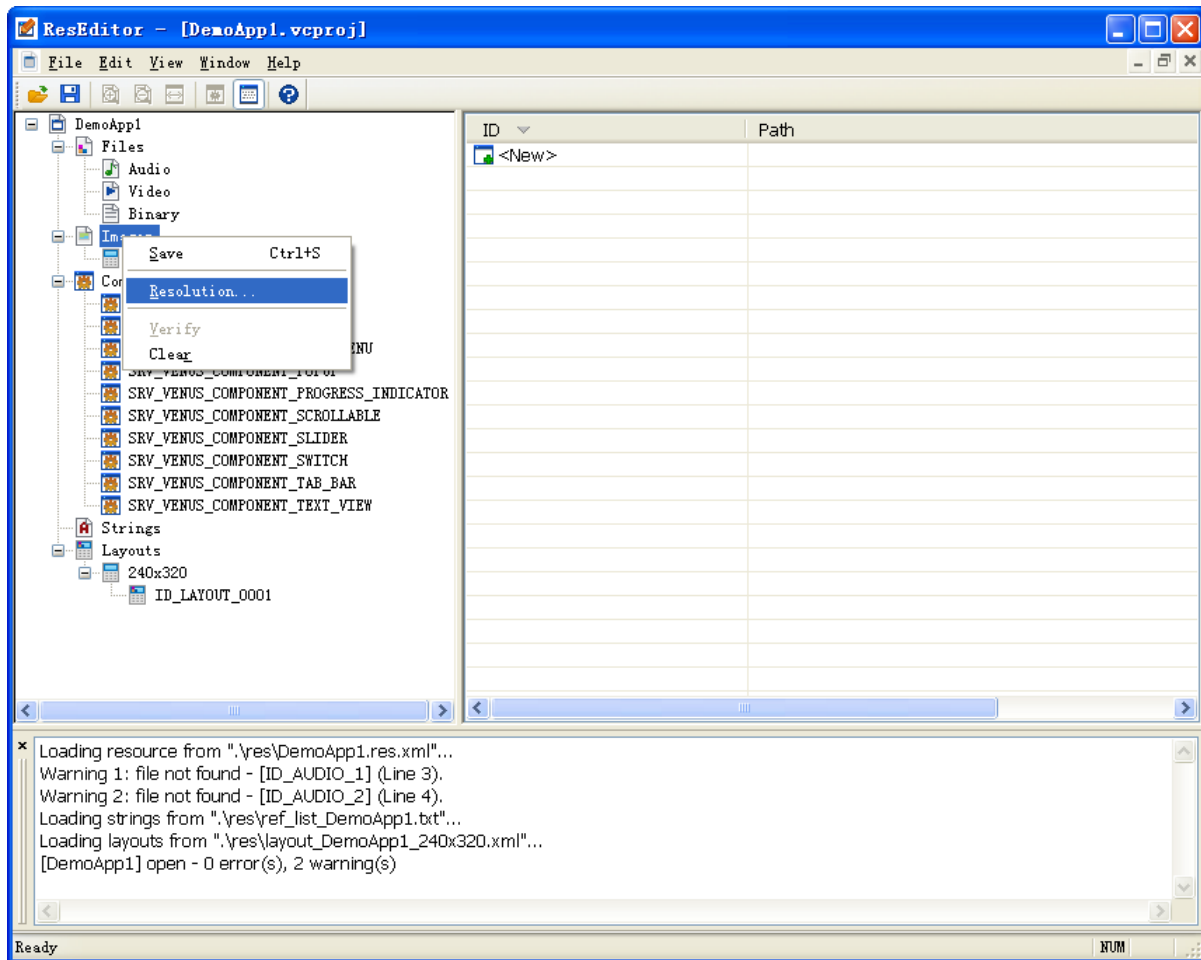 ResEditor - [DemoApp1.vcproj]
File Edit View Window Help
DemoApp1
Files
Audio
Video
Binary
Save Ctrl+S
Resolution...
Verify
Clear
SRV_VENUS_COMPONENT_PROGRESS_INDICATOR
SRV_VENUS_COMPONENT_SCROLLABLE
SRV_VENUS_COMPONENT_SLIDER
SRV_VENUS_COMPONENT_SWITCH
SRV_VENUS_COMPONENT_TAB_BAR
SRV_VENUS_COMPONENT_TEXT_VIEW
Strings
Layouts
240x320
ID_LAYOUT_0001
ID Path
<New>
Loading resource from ".\res\DemoApp1.res.xml"...
Warning 1: file not found - [ID_AUDIO_1] (Line 3).
Warning 2: file not found - [ID_AUDIO_2] (Line 4).
Loading strings from ".\res\ref_list_DemoApp1.txt"...
Loading layouts from ".\res\layout_DemoApp1_240x320.xml"...
[DemoApp1] open - 0 error(s), 2 warning(s)
Ready NUM